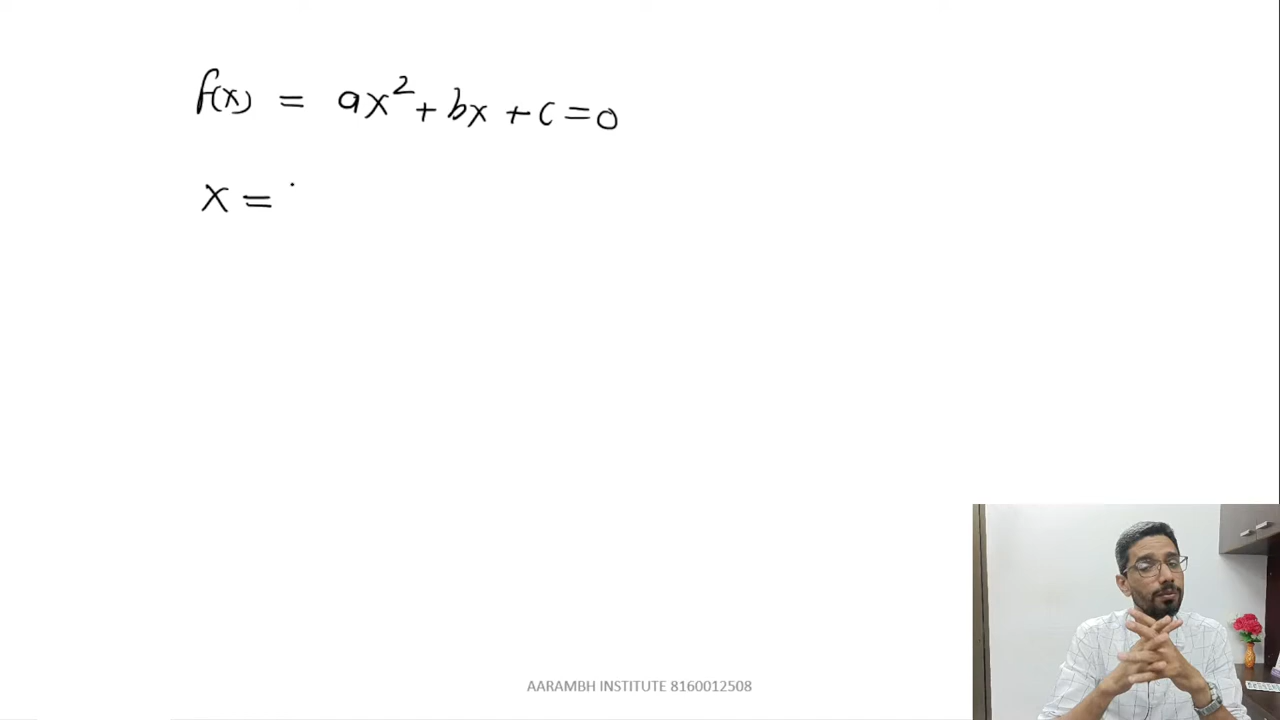 f(x) = ax² + bx + c = 0
x =
AARAMBH INSTITUTE 8160012508